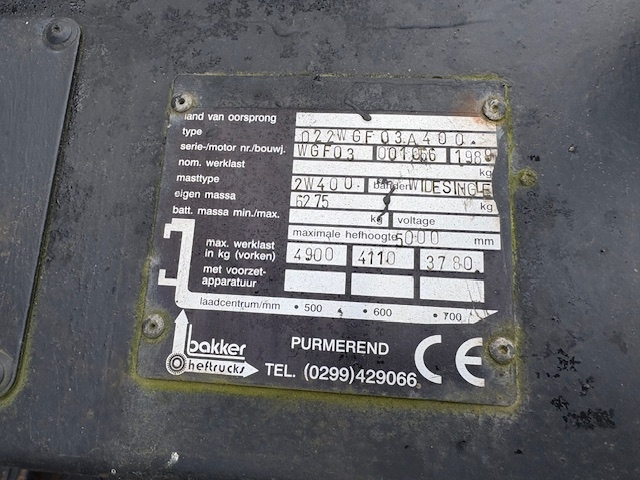 land van oorsprong
type 022WGF03A400.
serie-/motor nr./bouwj. WGF03 001066 198
nom. werklast kg
masttype 2W400. banden WIDESINGLE
eigen massa 6275 kg
batt. massa min./max. kg voltage
maximale hefhoogte 5000 mm
max. werklast in kg (vorken) 4900 4110 3780.
met voorzet-apparatuur
laadcentrum/mm • 500 • 600 • 700
bakker heftrucks
PURMEREND
TEL. (0299)429066
CE